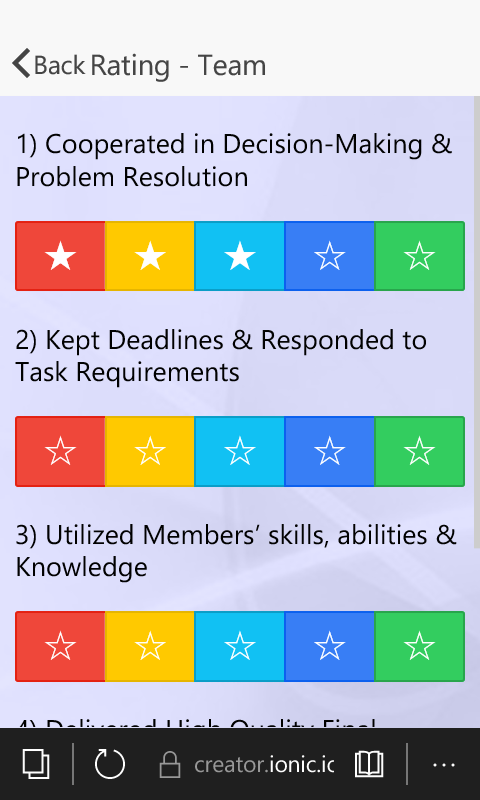 Back Rating - Team
1) Cooperated in Decision-Making &
Problem Resolution
2) Kept Deadlines & Responded to
Task Requirements
3) Utilized Members’ skills, abilities &
Knowledge
4) Delivered High Quality Final
creator.ionic.ic